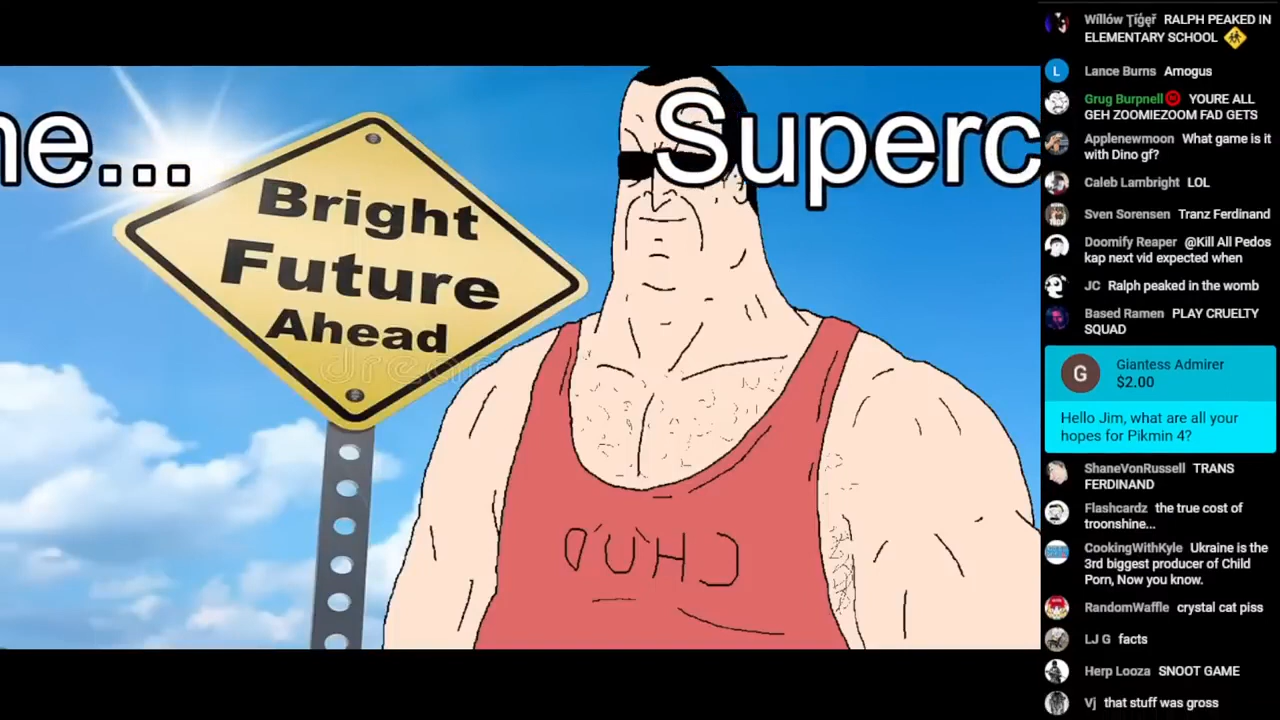 ne...
Superc
Bright
Future
Ahead
CHUD
Wíllów Ţíģęř RALPH PEAKED IN
ELEMENTARY SCHOOL
L
Lance Burns Amogus
Grug Burpnell YOURE ALL
GEH ZOOMIEZOOM FAD GETS
Applenewmoon What game is it
with Dino gf?
Caleb Lambright LOL
Sven Sorensen Tranz Ferdinand
Doomify Reaper @Kill All Pedos
kap next vid expected when
JC Ralph peaked in the womb
Based Ramen PLAY CRUELTY
SQUAD
G
Giantess Admirer
$2.00
Hello Jim, what are all your
hopes for Pikmin 4?
ShaneVonRussell TRANS
FERDINAND
Flashcardz the true cost of
troonshine...
CookingWithKyle Ukraine is the
3rd biggest producer of Child
Porn, Now you know.
RandomWaffle crystal cat piss
LJ G facts
Herp Looza SNOOT GAME
Vj that stuff was gross